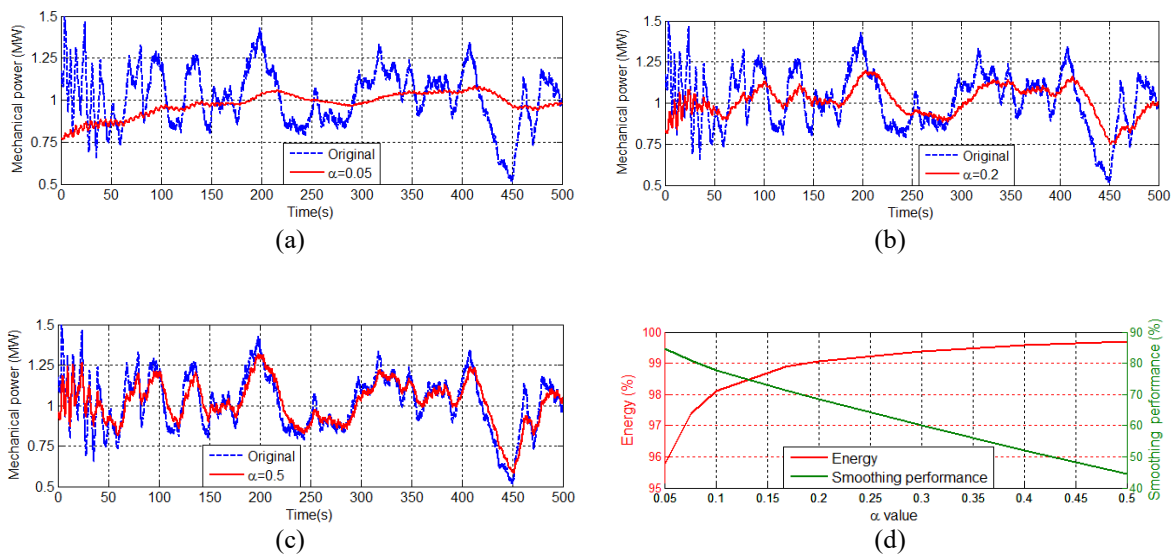 1.5
1.25
1
0.75
0.5
Mechanical power (MW)
Original
α=0.05
0 50 100 150 200 250 300 350 400 450 500
Time(s)
(a)
1.5
1.25
1
0.75
0.5
Mechanical power (MW)
Original
α=0.2
0 50 100 150 200 250 300 350 400 450 500
Time(s)
(b)
1.5
1.25
1
0.75
0.5
Mechanical power (MW)
Original
α=0.5
0 50 100 150 200 250 300 350 400 450 500
Time(s)
(c)
100
99
98
97
96
95
Energy (%)
90
80
70
60
50
40
Smoothing performance (%)
Energy
Smoothing performance
0.05 0.1 0.15 0.2 0.25 0.3 0.35 0.4 0.45 0.5
α value
(d)